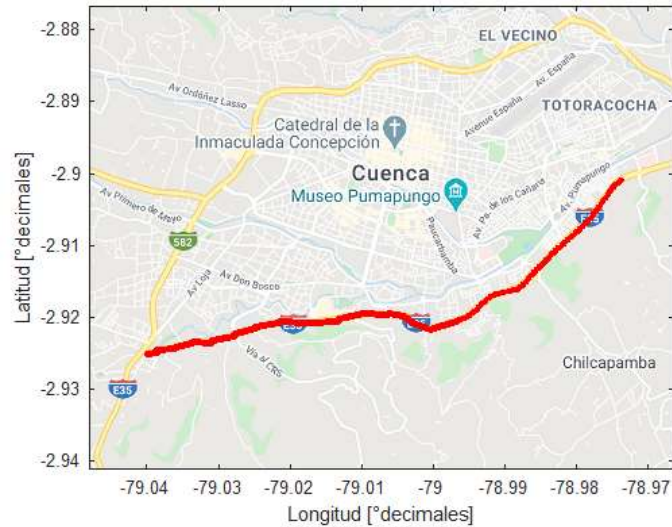 -2.88
-2.89
-2.9
-2.91
-2.92
-2.93
-2.94
Latitud [°decimales]
EL VECINO
Av. España
Av Ordóñez Lasso
Avenue España
TOTORACOCHA
Catedral de la
Inmaculada Concepción
Cuenca
Museo Pumapungo
Av. Pumapungo
Av. Pe. de los Cañaris
Paucarbamba
Av Primero de Mayo
582
E35
Av Loja
Av Don Bosco
E35
Vía al CRS
Chilcapamba
E35
-79.04
-79.03
-79.02
-79.01
-79
-78.99
-78.98
-78.97
Longitud [°decimales]